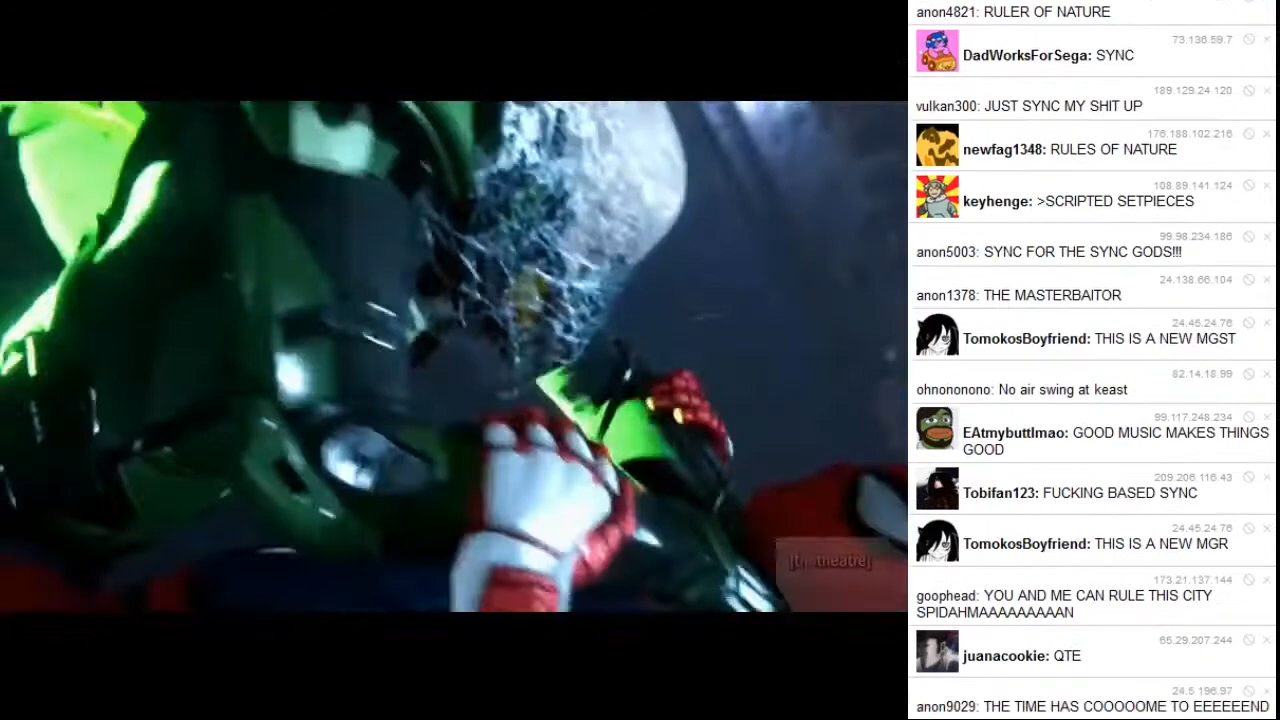 anon4821: RULER OF NATURE
73.136.59.7
DadWorksForSega: SYNC
189.129.24.120
vulkan300: JUST SYNC MY SHIT UP
176.188.102.216
newfag1348: RULES OF NATURE
108.89.141.124
keyhenge: >SCRIPTED SETPIECES
99.98.234.186
anon5003: SYNC FOR THE SYNC GODS!!!
24.138.66.104
anon1378: THE MASTERBAITOR
24.45.24.76
TomokosBoyfriend: THIS IS A NEW MGST
82.14.18.99
ohnononono: No air swing at keast
99.117.248.234
EAtmybuttlmao: GOOD MUSIC MAKES THINGS
GOOD
209.206.116.43
Tobifan123: FUCKING BASED SYNC
24.45.24.76
TomokosBoyfriend: THIS IS A NEW MGR
173.21.137.144
goophead: YOU AND ME CAN RULE THIS CITY
SPIDAHMAAAAAAAAAN
65.29.207.244
juanacookie: QTE
24.5.196.97
anon9029: THE TIME HAS COOOOOME TO EEEEEEND